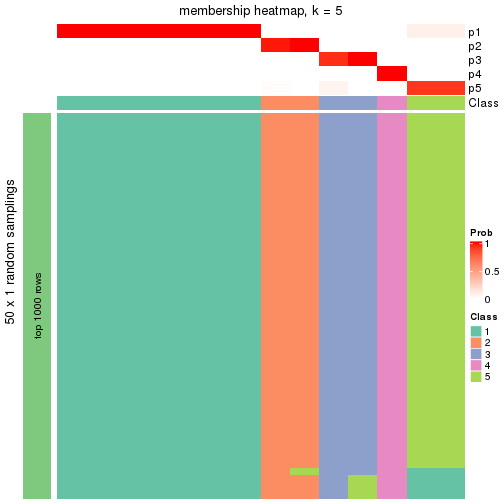 membership heatmap, k = 5
p1
p2
p3
p4
p5
Class
50 x 1 random samplings
top 1000 rows
Prob
1
0.5
0
Class
1
2
3
4
5